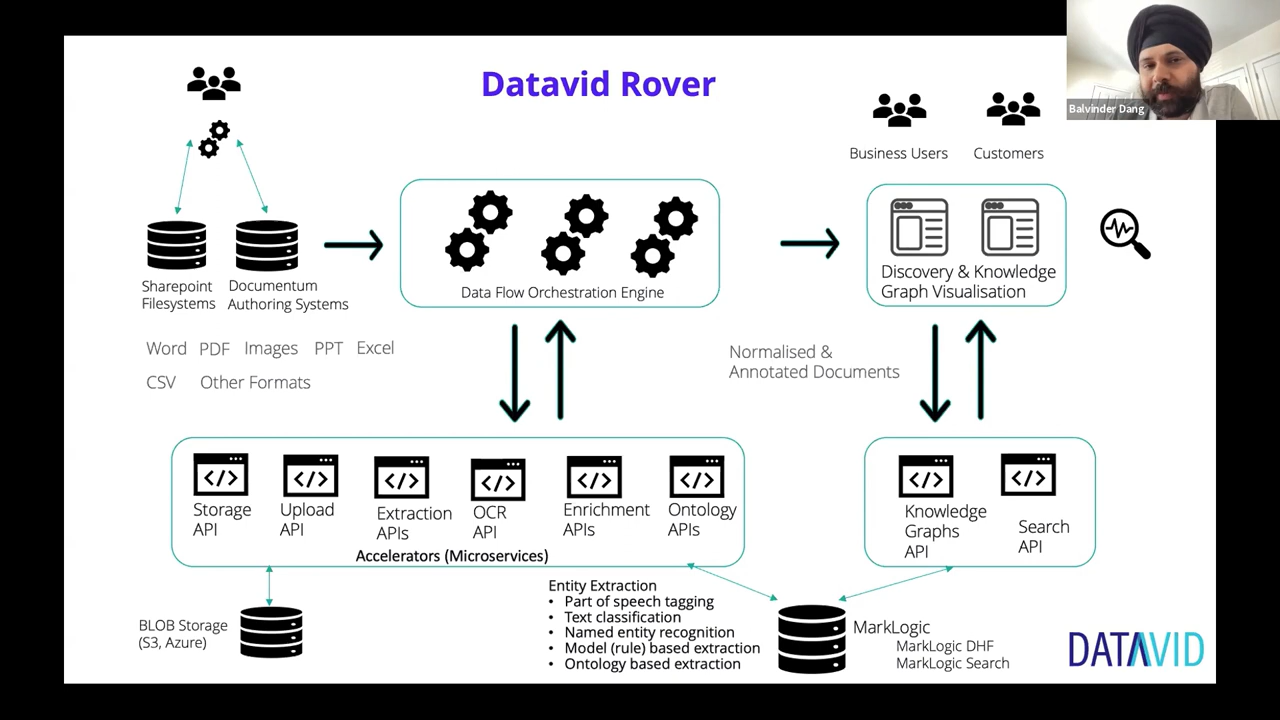 Datavid Rover
Balvinder Dang
Business Users
Customers
Sharepoint
Filesystems
Documentum
Authoring Systems
Data Flow Orchestration Engine
Discovery & Knowledge
Graph Visualisation
Word PDF Images PPT Excel
CSV Other Formats
Normalised &
Annotated Documents
Storage
API
Upload
API
Extraction
APIs
OCR
API
Enrichment
APIs
Ontology
APIs
Accelerators (Microservices)
Knowledge
Graphs
API
Search
API
BLOB Storage
(S3, Azure)
Entity Extraction
• Part of speech tagging
• Text classification
• Named entity recognition
• Model (rule) based extraction
• Ontology based extraction
MarkLogic
MarkLogic DHF
MarkLogic Search
DATAVID